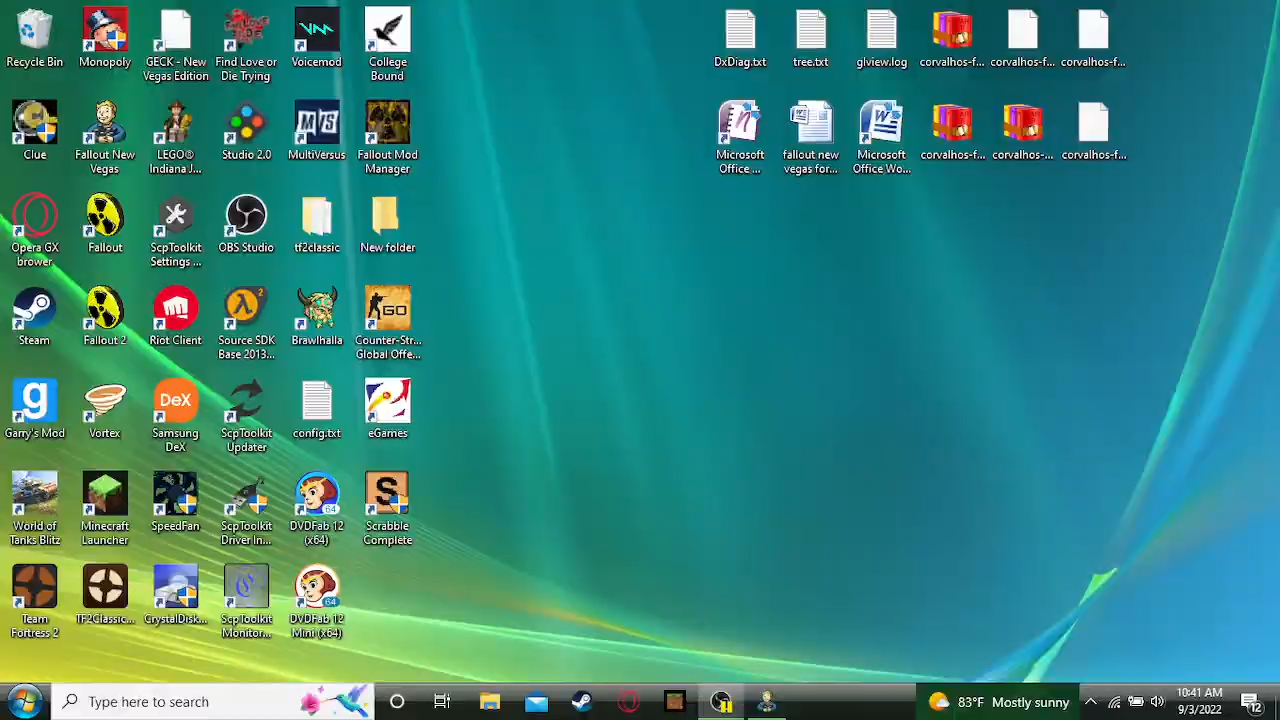 Recycle Bin
Monopoly
GECK - New
Vegas Edition
Find Love or
Die Trying
Voicemod
College
Bound
DxDiag.txt
tree.txt
glview.log
corvalhos-f...
corvalhos-f...
corvalhos-f...
Clue
Fallout New
Vegas
LEGO®
Indiana J...
Studio 2.0
M/S
MultiVersus
Fallout Mod
Manager
Microsoft
Office ...
fallout new
vegas for...
Microsoft
Office Wo...
corvalhos-f...
corvalhos-...
corvalhos-f...
Opera GX
brower
Fallout
ScpToolkit
Settings ...
OBS Studio
tf2classic
New folder
Steam
Fallout 2
Riot Client
2
Source SDK
Base 2013...
Brawlhalla
GO
Counter-Str...
Global Offe...
g
Garry's Mod
Vortex
DeX
Samsung
DeX
ScpToolkit
Updater
config.txt
eGames
World of
Tanks Blitz
Minecraft
Launcher
SpeedFan
ScpToolkit
Driver In...
64
DVDFab 12
(x64)
S
Scrabble
Complete
Team
Fortress 2
TF2Classic...
CrystalDisk...
ScpToolkit
Monitor...
64
DVDFab 12
Mini (x64)
Type here to search
83°F Mostly sunny
10:41 AM
9/3/2022
12